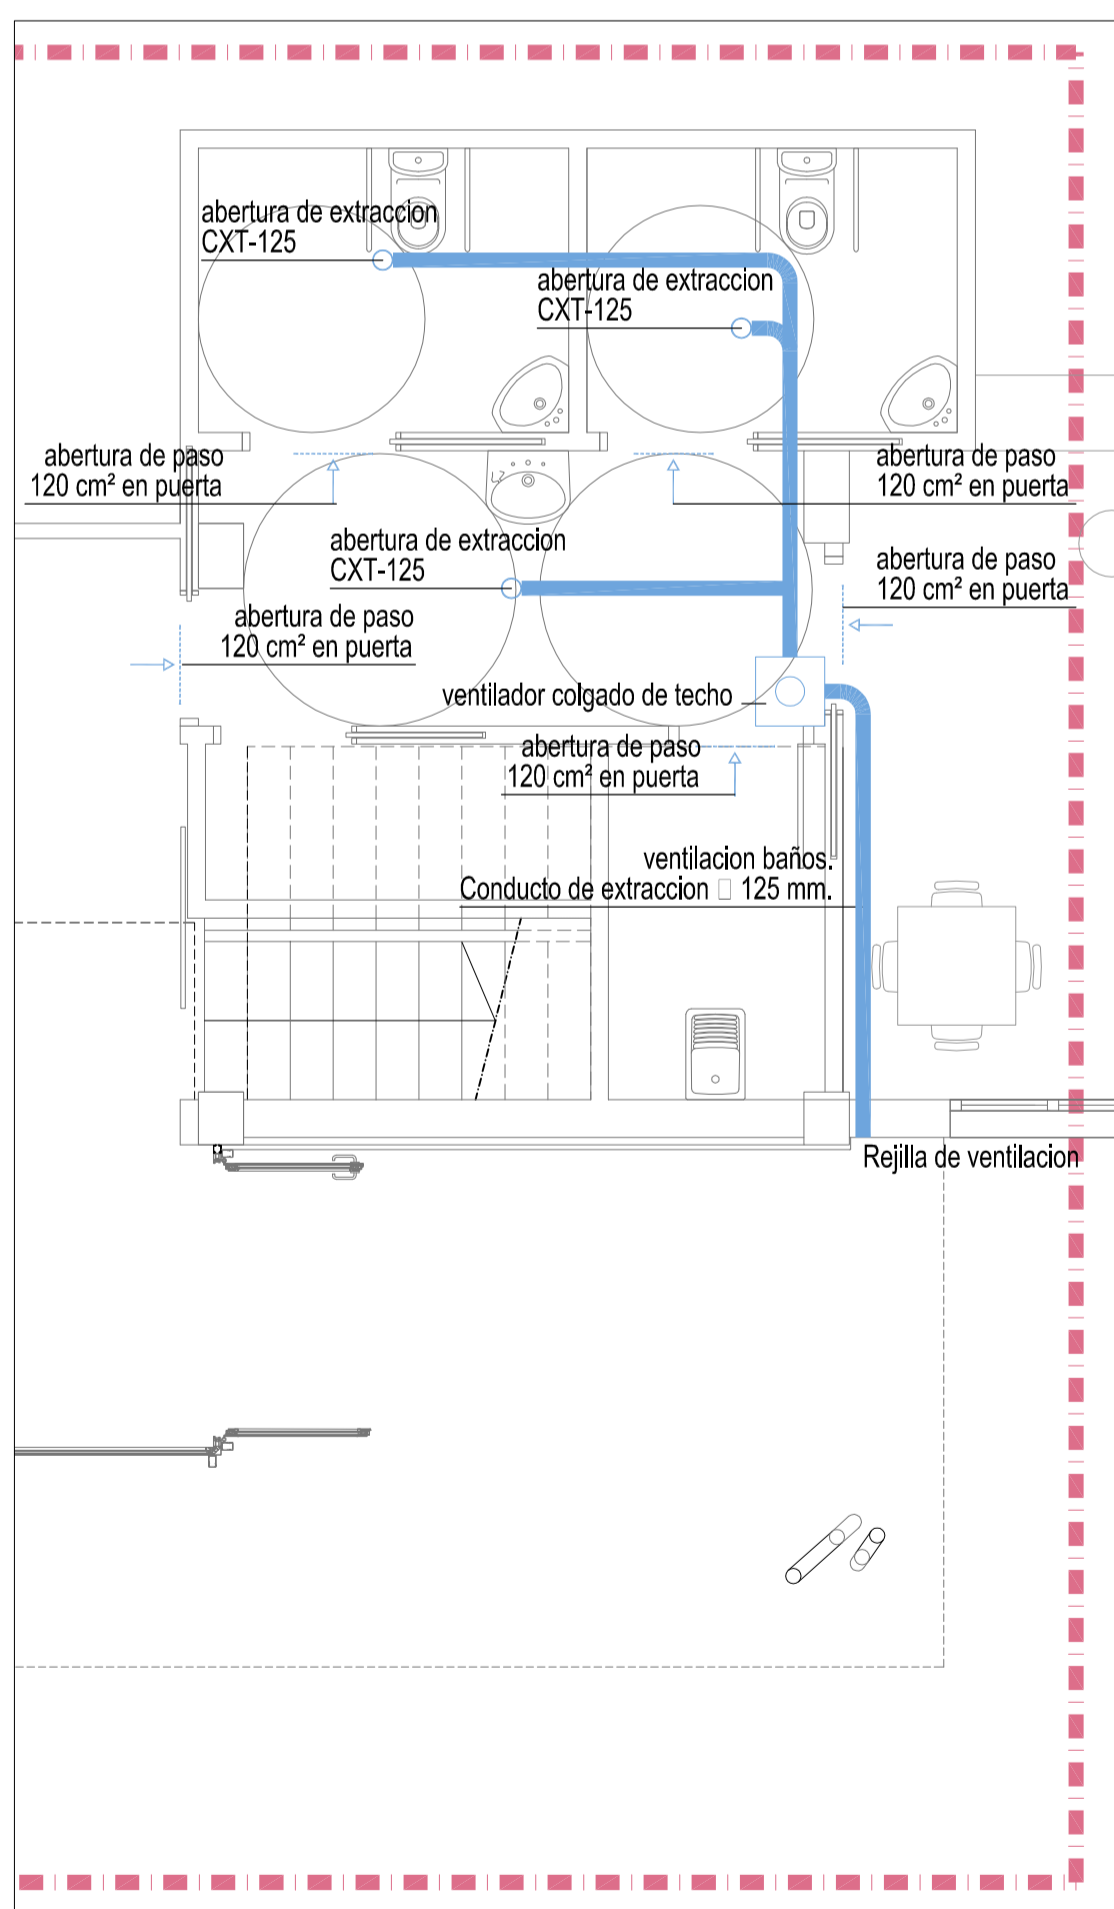 abertura de extraccion
CXT-125
abertura de extraccion
CXT-125
abertura de paso
120 cm² en puerta
abertura de paso
120 cm² en puerta
abertura de extraccion
CXT-125
abertura de paso
120 cm² en puerta
abertura de paso
120 cm² en puerta
ventilador colgado de techo
abertura de paso
120 cm² en puerta
ventilacion baños.
Conducto de extraccion □ 125 mm.
Rejilla de ventilacion